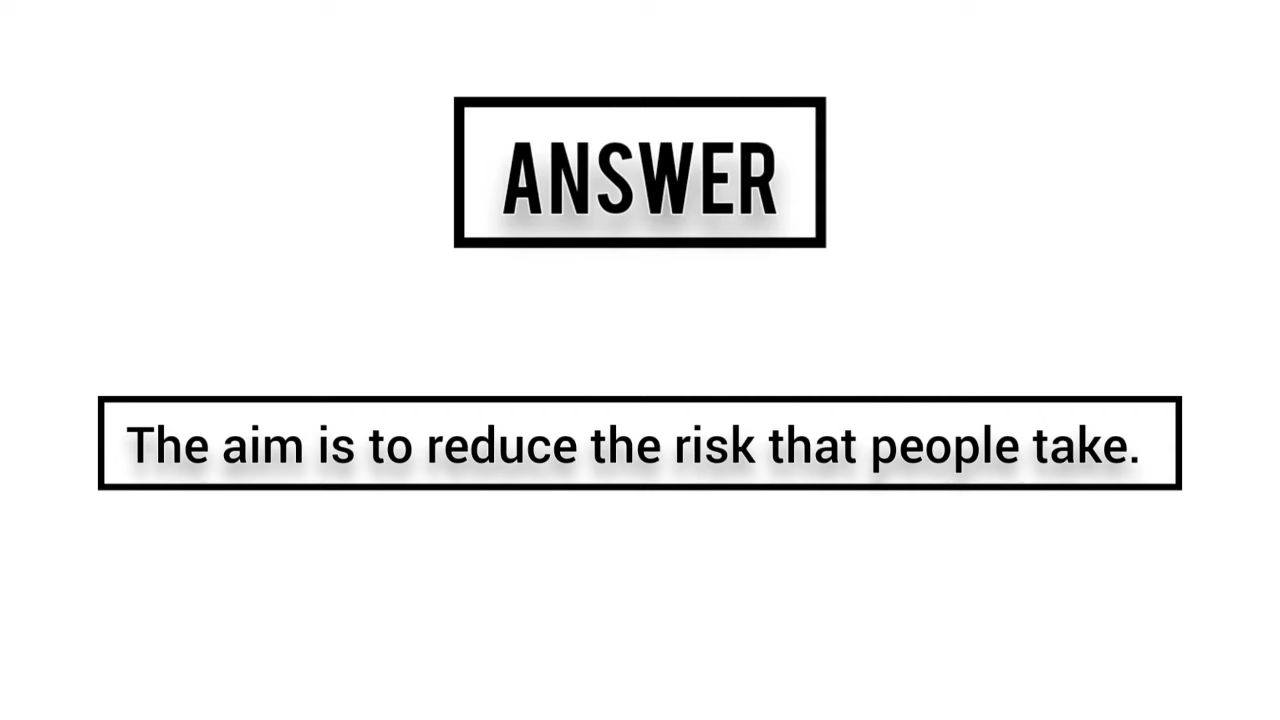 ANSWER
The aim is to reduce the risk that people take.